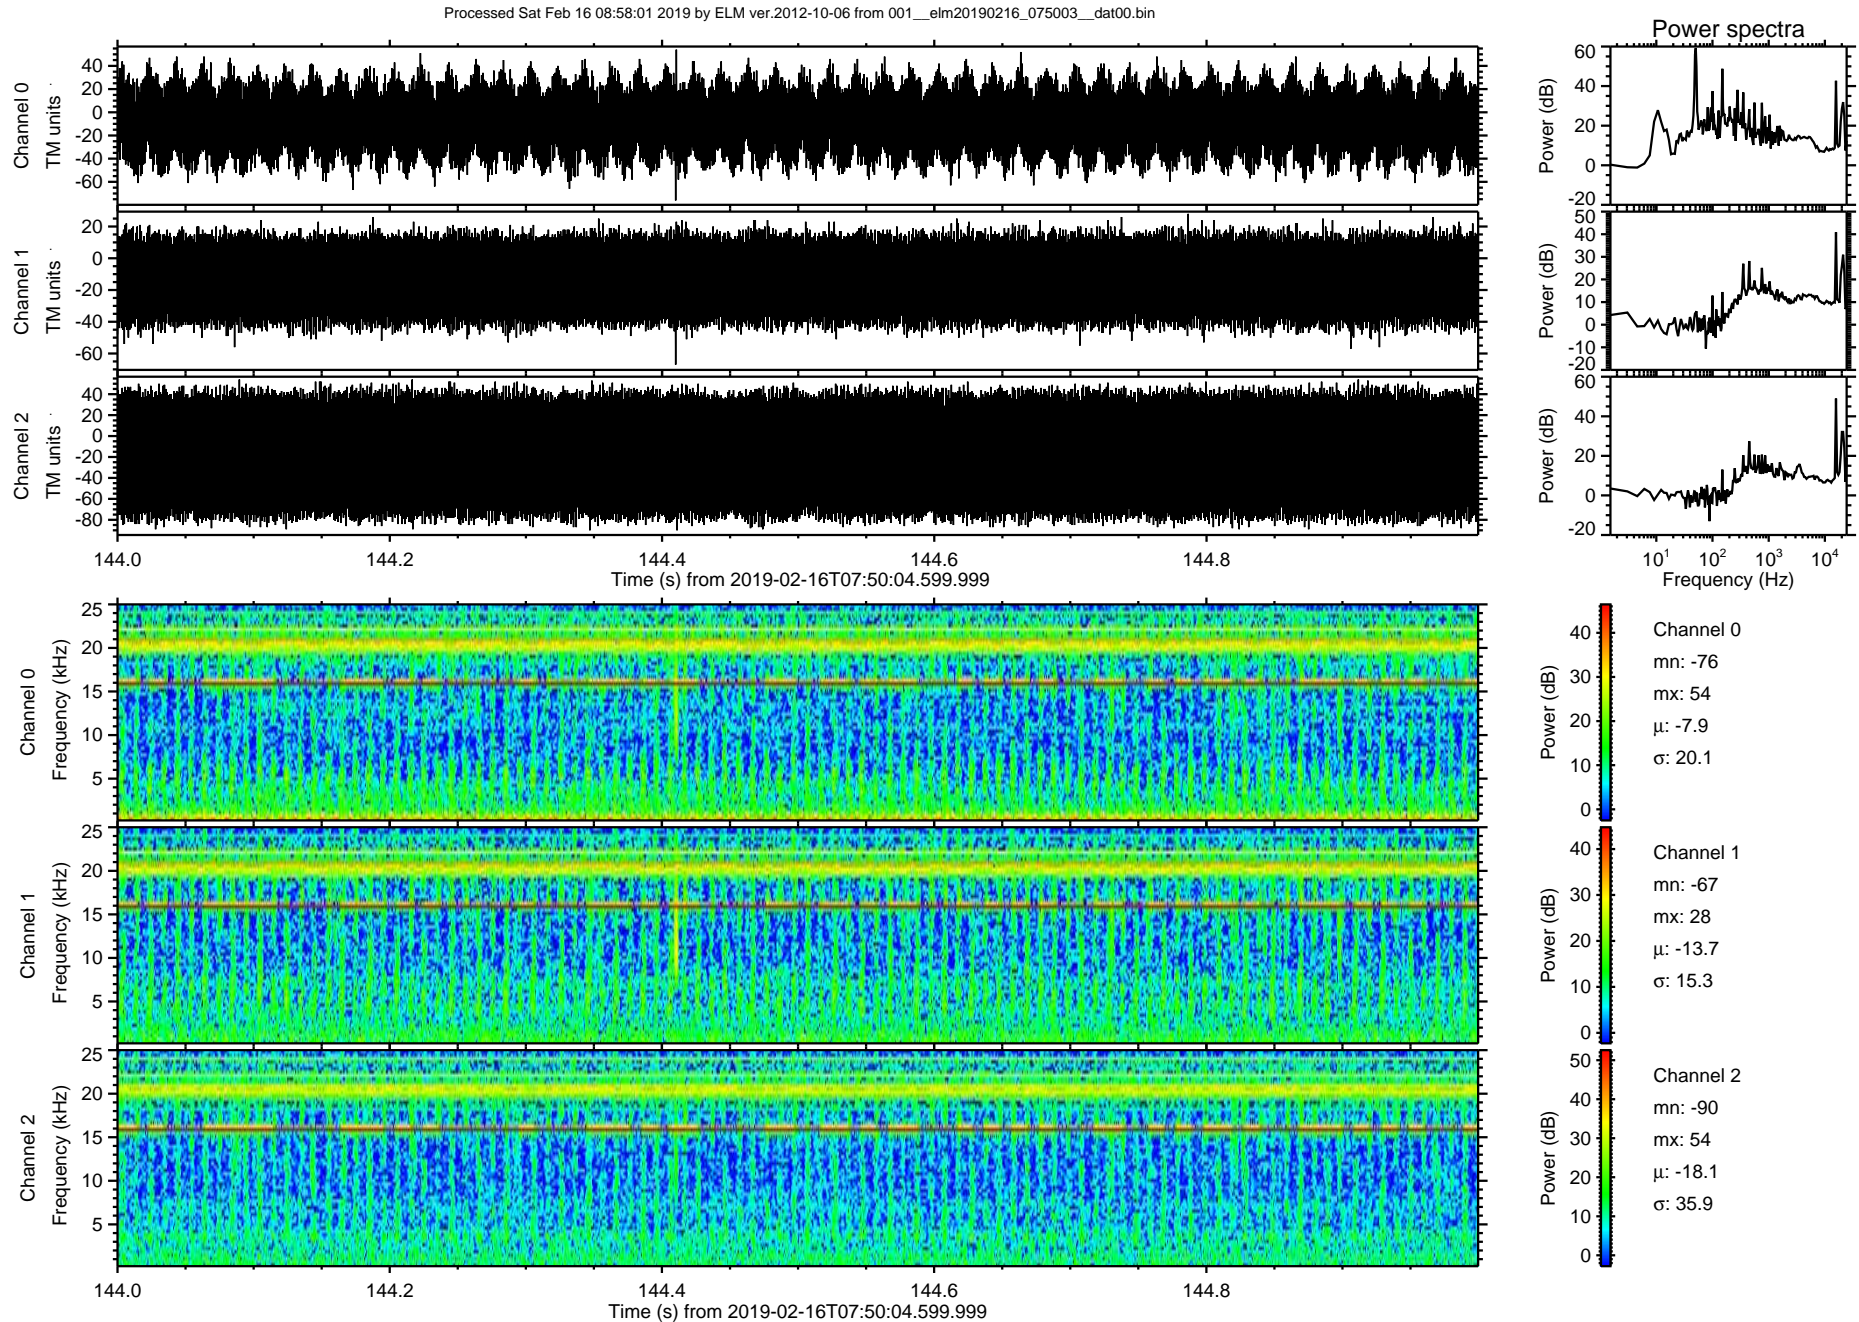 Processed Sat Feb 16 08:58:01 2019 by ELM ver.2012-10-06 from 001__elm20190216_075003__dat00.bin
Power spectra
Channel 0
TM units
40
20
0
-20
-40
-60
Power (dB)
60
40
20
0
-20
Channel 1
TM units
20
0
-20
-40
-60
Power (dB)
50
40
30
20
10
0
-10
-20
Channel 2
TM units
40
20
0
-20
-40
-60
-80
Power (dB)
60
40
20
0
-20
144.0 144.2 144.4 144.6 144.8
Time (s) from 2019-02-16T07:50:04.599.999
10^1 10^2 10^3 10^4
Frequency (Hz)
Channel 0
Frequency (kHz)
25
20
15
10
5
Power (dB)
40
30
20
10
0
Channel 0
mn: -76
mx: 54
μ: -7.9
σ: 20.1
Channel 1
Frequency (kHz)
25
20
15
10
5
Power (dB)
40
30
20
10
0
Channel 1
mn: -67
mx: 28
μ: -13.7
σ: 15.3
Channel 2
Frequency (kHz)
25
20
15
10
5
Power (dB)
50
40
30
20
10
0
Channel 2
mn: -90
mx: 54
μ: -18.1
σ: 35.9
144.0 144.2 144.4 144.6 144.8
Time (s) from 2019-02-16T07:50:04.599.999